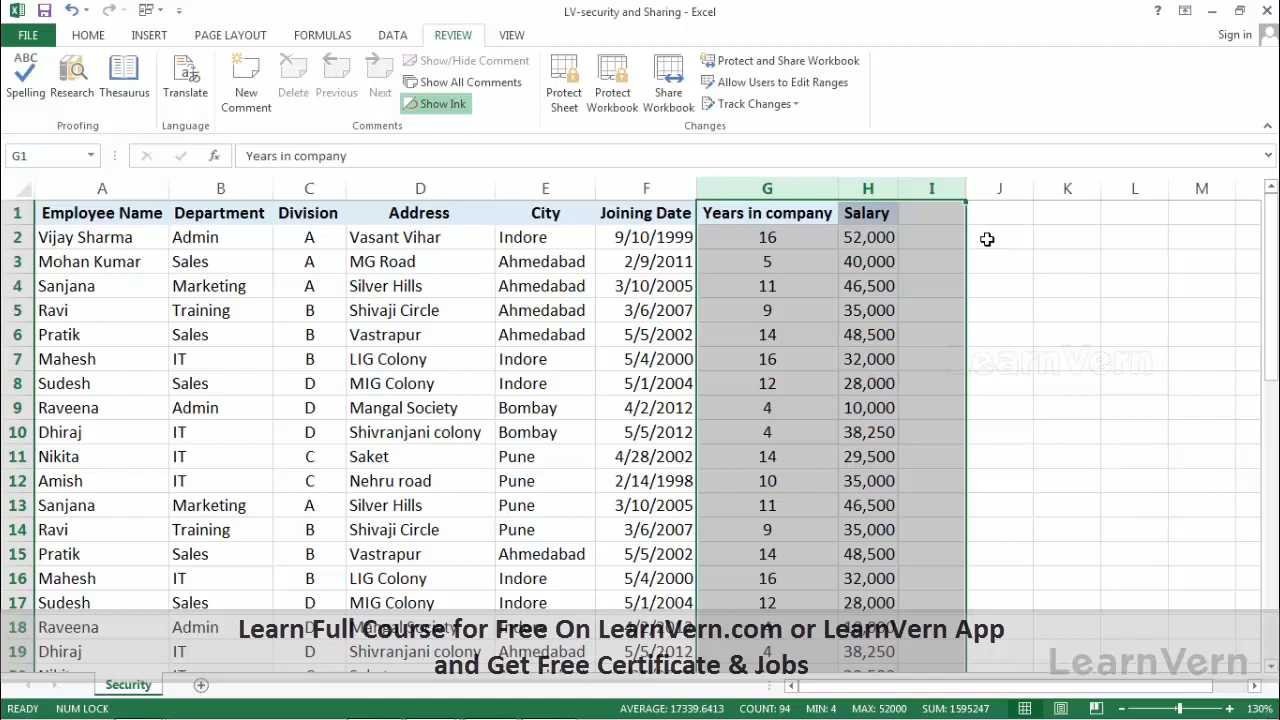 LV-security and Sharing - Excel
?
FILE HOME INSERT PAGE LAYOUT FORMULAS DATA REVIEW VIEW Sign in
ABC
Spelling Research Thesaurus Translate New Comment Delete Previous Next
Show/Hide Comment
Show All Comments
Show Ink
Protect Sheet Protect Workbook Share Workbook
Protect and Share Workbook
Allow Users to Edit Ranges
Track Changes
Proofing Language Comments Changes
G1 fx Years in company
A B C D E F G H I J K L M
1 Employee Name Department Division Address City Joining Date Years in company Salary
2 Vijay Sharma Admin A Vasant Vihar Indore 9/10/1999 16 52,000
3 Mohan Kumar Sales A MG Road Ahmedabad 2/9/2011 5 40,000
4 Sanjana Marketing A Silver Hills Ahmedabad 3/10/2005 11 46,500
5 Ravi Training B Shivaji Circle Ahmedabad 3/6/2007 9 35,000
6 Pratik Sales B Vastrapur Ahmedabad 5/5/2002 14 48,500
7 Mahesh IT B LIG Colony Indore 5/4/2000 16 32,000
LearnVern
8 Sudesh Sales D MIG Colony Indore 5/1/2004 12 28,000
9 Raveena Admin D Mangal Society Bombay 4/2/2012 4 10,000
10 Dhiraj IT D Shivranjani colony Bombay 5/5/2012 4 38,250
11 Nikita IT C Saket Pune 4/28/2002 14 29,500
12 Amish IT C Nehru road Pune 2/14/1998 10 35,000
13 Sanjana Marketing A Silver Hills Pune 3/10/2005 11 46,500
14 Ravi Training B Shivaji Circle Pune 3/6/2007 9 35,000
15 Pratik Sales B Vastrapur Ahmedabad 5/5/2002 14 48,500
16 Mahesh IT B LIG Colony Indore 5/4/2000 16 32,000
17 Sudesh Sales D MIG Colony Indore 5/1/2004 12 28,000
18 Raveena Admin
Learn Full Course for Free On LearnVern.com or LearnVern App
19 Dhiraj IT D Shivranjani colony 5/5/2012 4 38,250
and Get Free Certificate & Jobs
LearnVern
Security
READY NUM LOCK AVERAGE: 17339.6413 COUNT: 94 MIN: 4 MAX: 52000 SUM: 1595247 130%